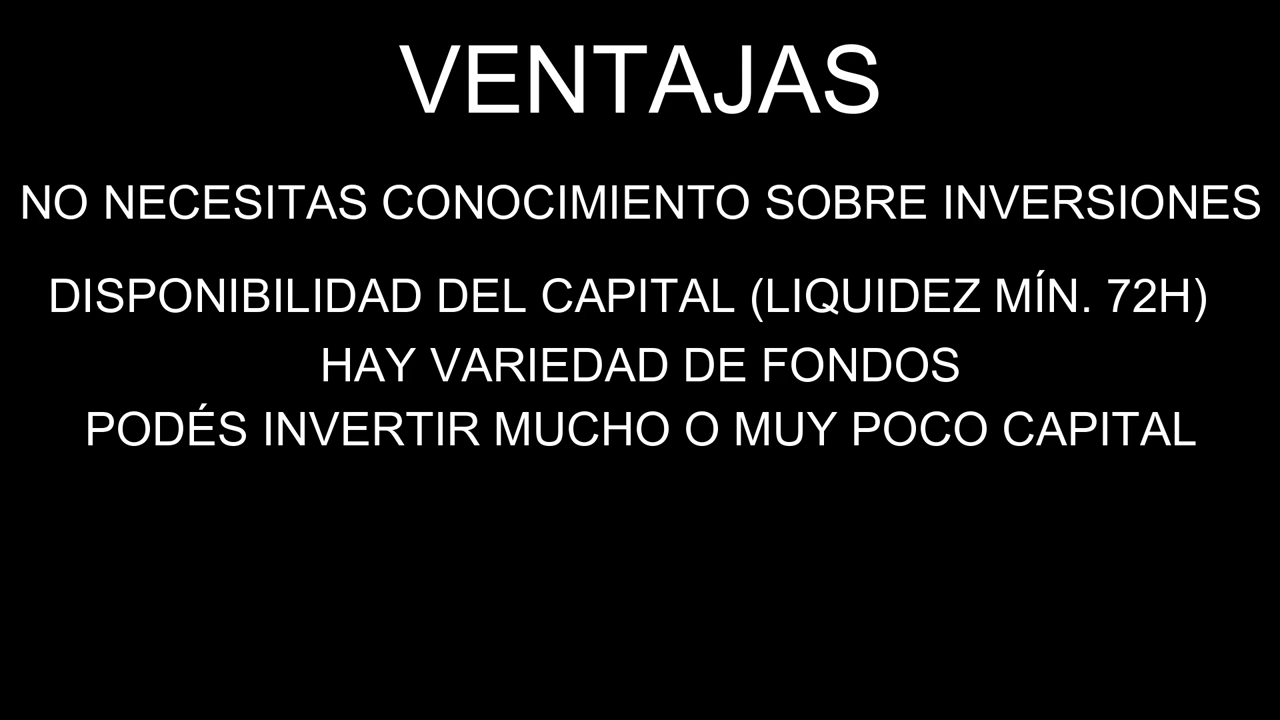 VENTAJAS
NO NECESITAS CONOCIMIENTO SOBRE INVERSIONES
DISPONIBILIDAD DEL CAPITAL (LIQUIDEZ MÍN. 72H)
HAY VARIEDAD DE FONDOS
PODÉS INVERTIR MUCHO O MUY POCO CAPITAL